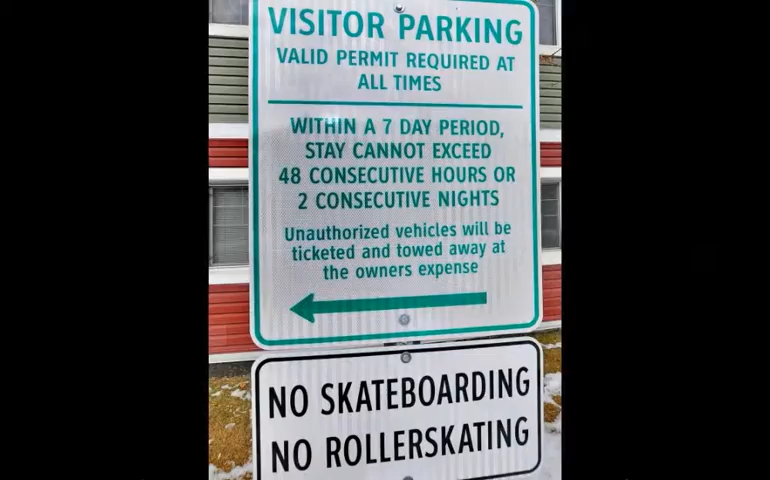 VISITOR PARKING
VALID PERMIT REQUIRED AT
ALL TIMES
WITHIN A 7 DAY PERIOD,
STAY CANNOT EXCEED
48 CONSECUTIVE HOURS OR
2 CONSECUTIVE NIGHTS
Unauthorized vehicles will be
ticketed and towed away at
the owners expense
NO SKATEBOARDING
NO ROLLERSKATING